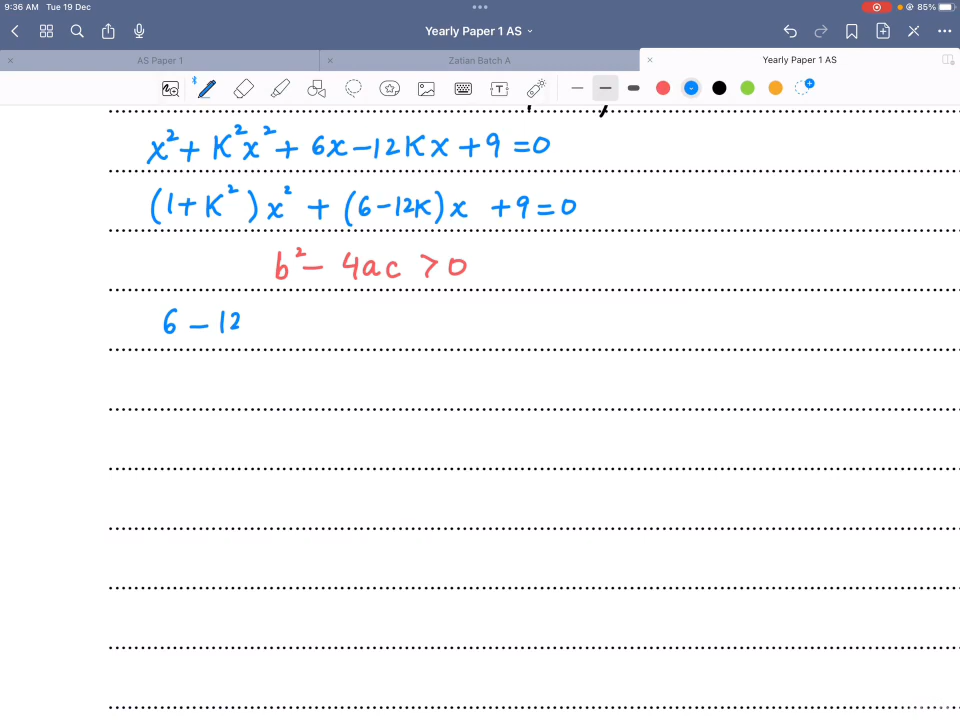 9:36 AM Tue 19 Dec
85%
Yearly Paper 1 AS
AS Paper 1
Zatian Batch A
Yearly Paper 1 AS
x² + K²x² + 6x - 12Kx + 9 = 0
(1 + K²)x² + (6 - 12K)x + 9 = 0
b² - 4ac > 0
6 - 12